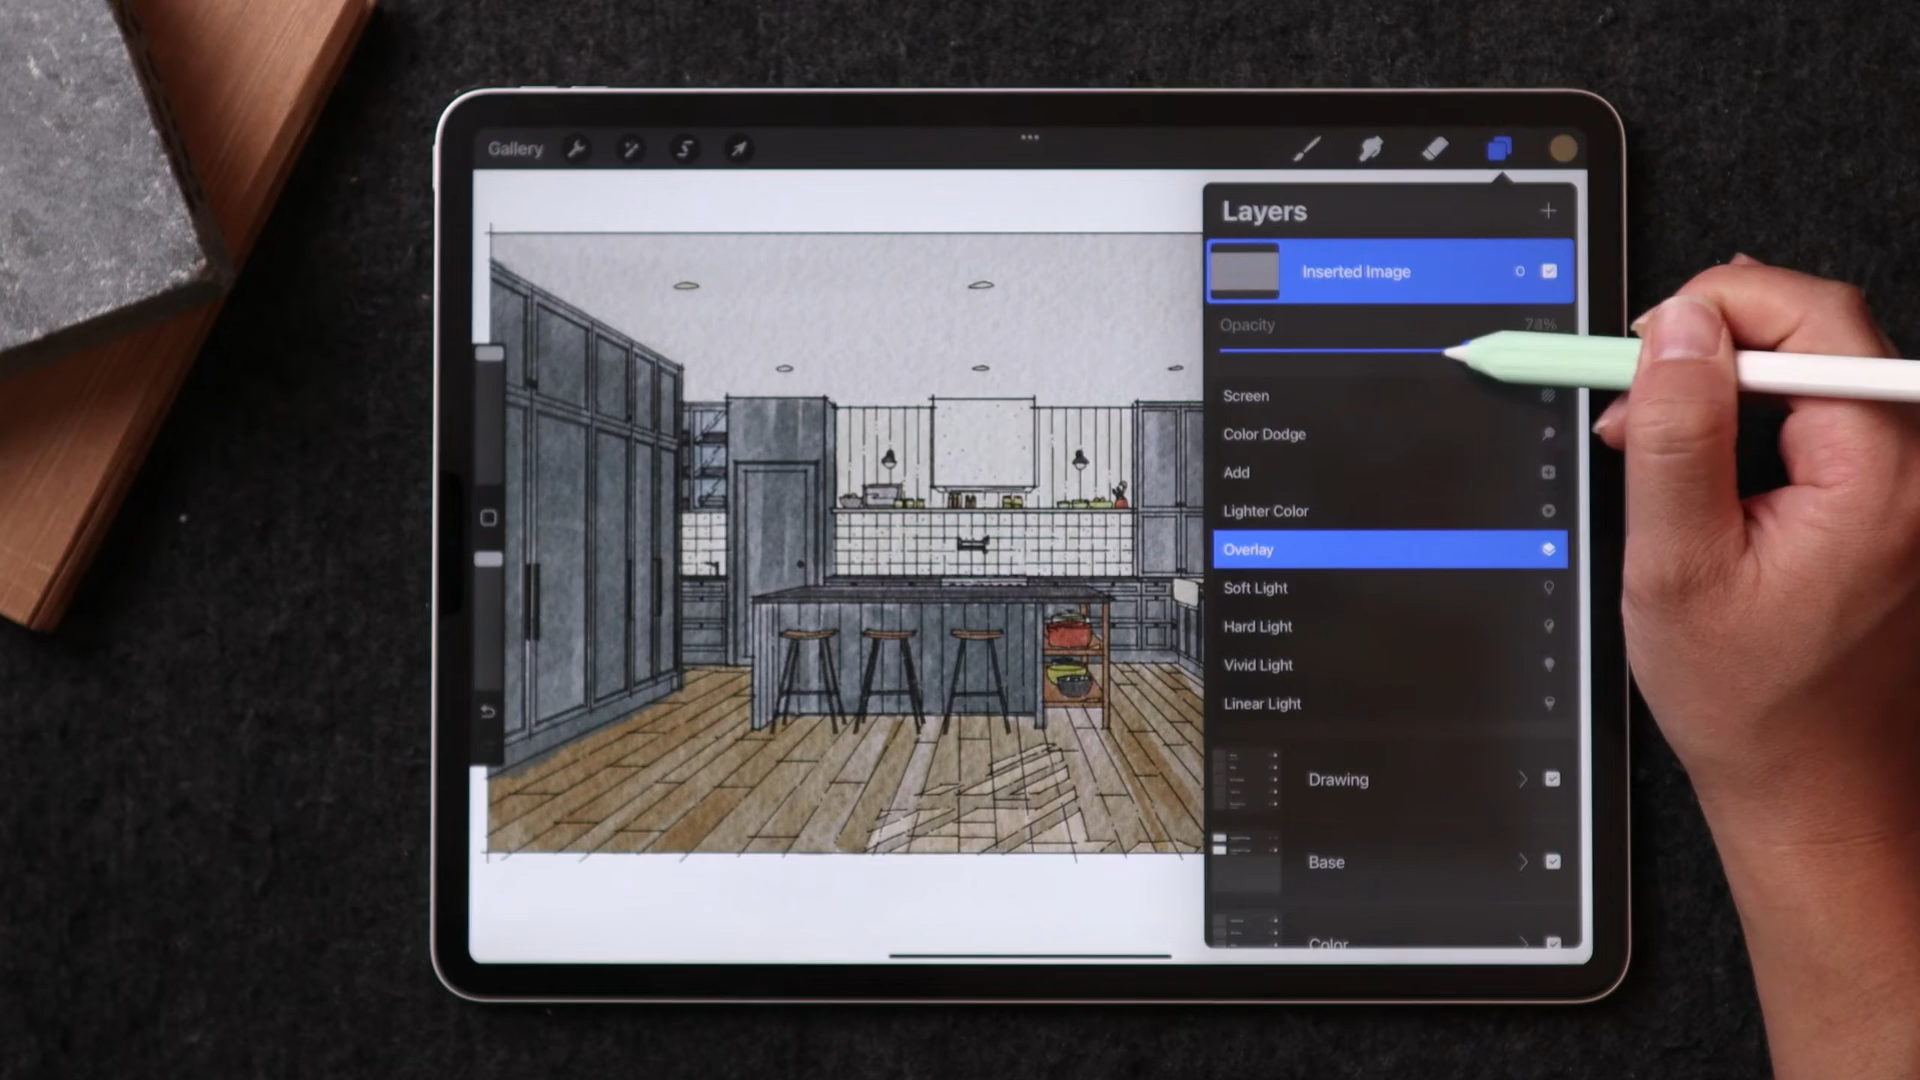 Gallery
Layers
Inserted Image O
Opacity
Screen
Color Dodge
Add
Lighter Color
Overlay
Soft Light
Hard Light
Vivid Light
Linear Light
Drawing
Base
Color